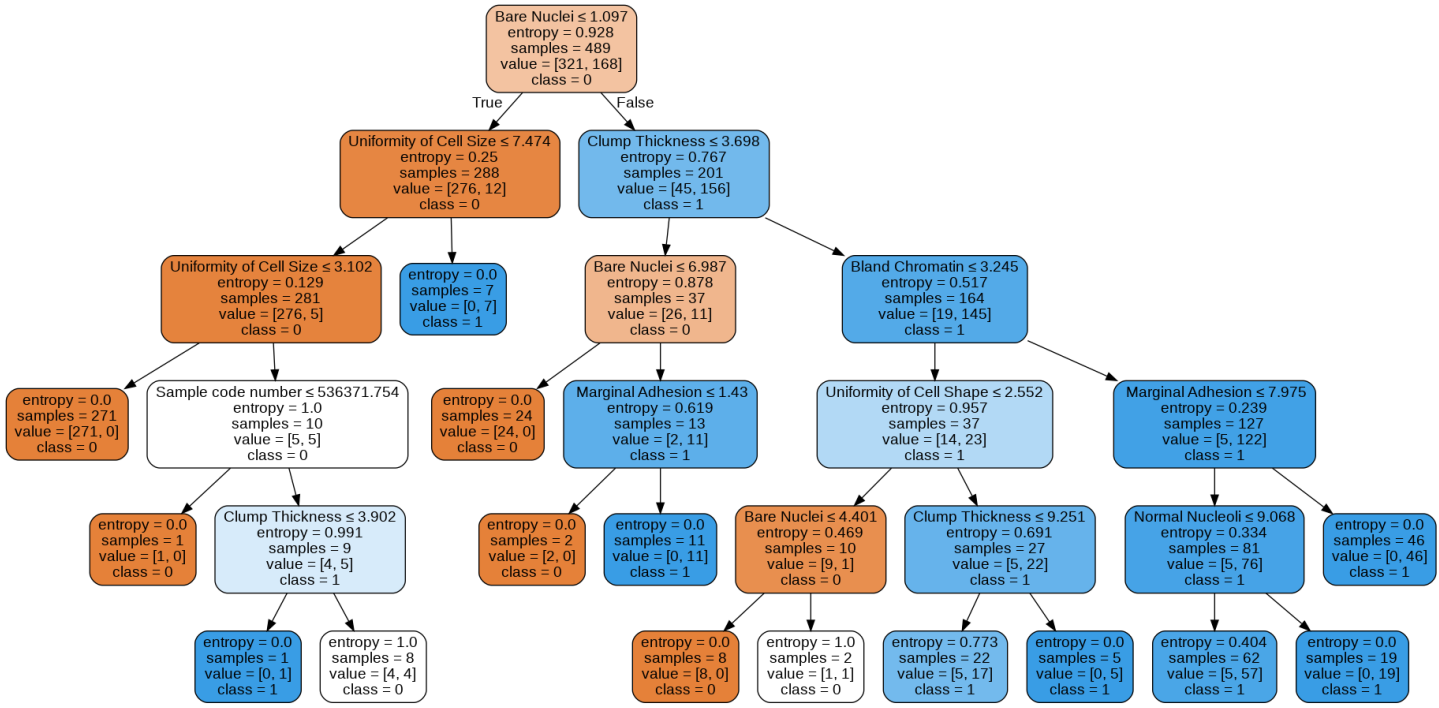 Bare Nuclei ≤ 1.097
entropy = 0.928
samples = 489
value = [321, 168]
class = 0
True
False
Uniformity of Cell Size ≤ 7.474
entropy = 0.25
samples = 288
value = [276, 12]
class = 0
Clump Thickness ≤ 3.698
entropy = 0.767
samples = 201
value = [45, 156]
class = 1
Uniformity of Cell Size ≤ 3.102
entropy = 0.129
samples = 281
value = [276, 5]
class = 0
entropy = 0.0
samples = 7
value = [0, 7]
class = 1
Bare Nuclei ≤ 6.987
entropy = 0.878
samples = 37
value = [26, 11]
class = 0
Bland Chromatin ≤ 3.245
entropy = 0.517
samples = 164
value = [19, 145]
class = 1
entropy = 0.0
samples = 271
value = [271, 0]
class = 0
Sample code number ≤ 536371.754
entropy = 1.0
samples = 10
value = [5, 5]
class = 0
entropy = 0.0
samples = 24
value = [24, 0]
class = 0
Marginal Adhesion ≤ 1.43
entropy = 0.619
samples = 13
value = [2, 11]
class = 1
Uniformity of Cell Shape ≤ 2.552
entropy = 0.957
samples = 37
value = [14, 23]
class = 1
Marginal Adhesion ≤ 7.975
entropy = 0.239
samples = 127
value = [5, 122]
class = 1
entropy = 0.0
samples = 1
value = [1, 0]
class = 0
Clump Thickness ≤ 3.902
entropy = 0.991
samples = 9
value = [4, 5]
class = 1
entropy = 0.0
samples = 2
value = [2, 0]
class = 0
entropy = 0.0
samples = 11
value = [0, 11]
class = 1
Bare Nuclei ≤ 4.401
entropy = 0.469
samples = 10
value = [9, 1]
class = 0
Clump Thickness ≤ 9.251
entropy = 0.691
samples = 27
value = [5, 22]
class = 1
Normal Nucleoli ≤ 9.068
entropy = 0.334
samples = 81
value = [5, 76]
class = 1
entropy = 0.0
samples = 46
value = [0, 46]
class = 1
entropy = 0.0
samples = 1
value = [0, 1]
class = 1
entropy = 1.0
samples = 8
value = [4, 4]
class = 0
entropy = 0.0
samples = 8
value = [8, 0]
class = 0
entropy = 1.0
samples = 2
value = [1, 1]
class = 0
entropy = 0.773
samples = 22
value = [5, 17]
class = 1
entropy = 0.0
samples = 5
value = [0, 5]
class = 1
entropy = 0.404
samples = 62
value = [5, 57]
class = 1
entropy = 0.0
samples = 19
value = [0, 19]
class = 1